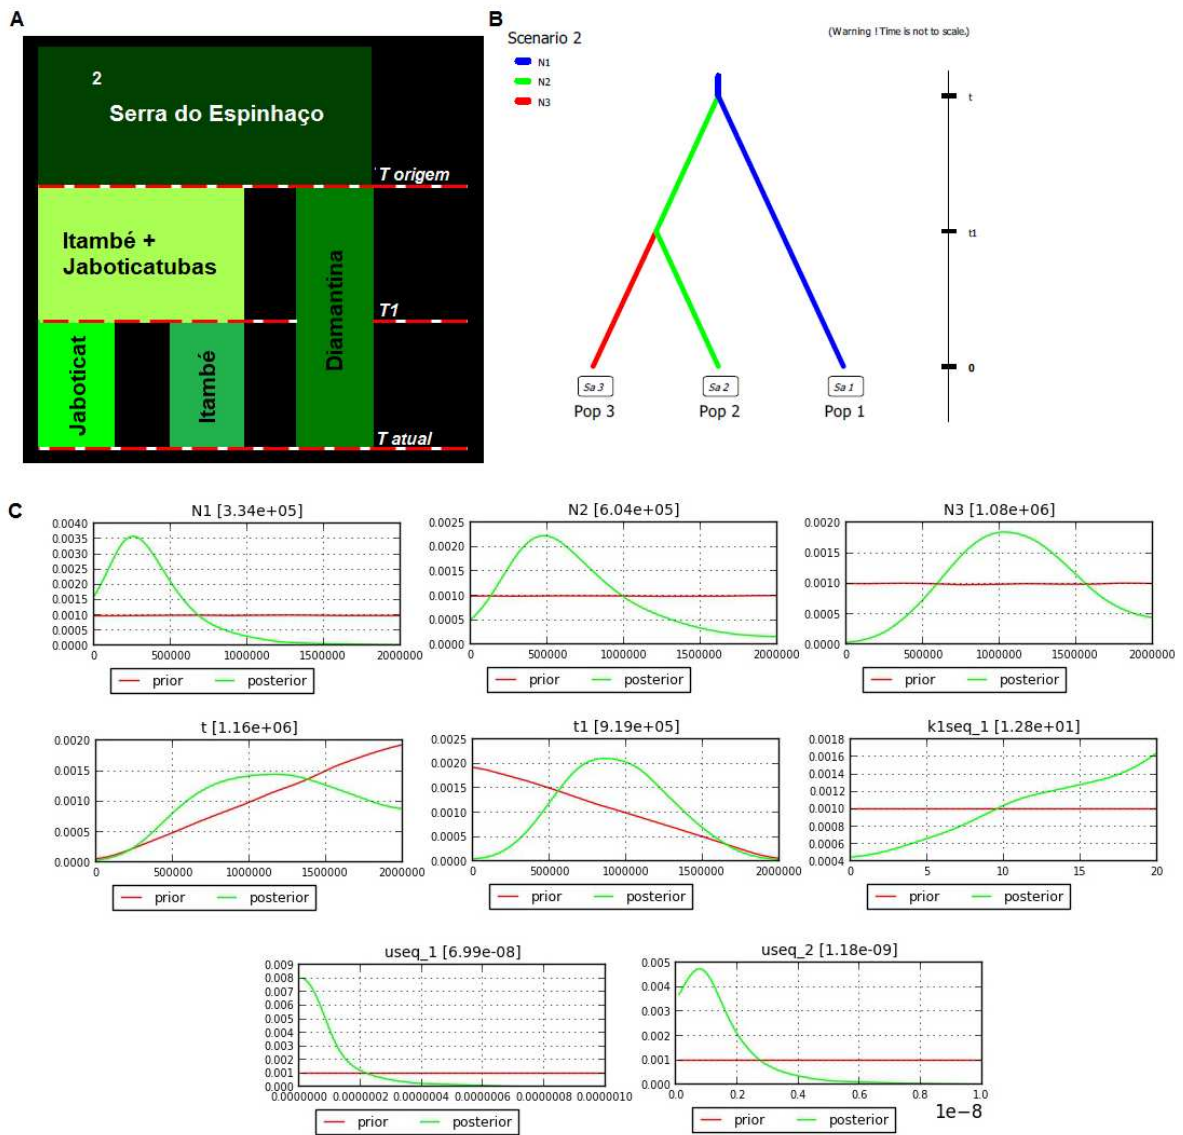 A
2
Serra do Espinhaço
T origem
Itambé +
Jaboticatubas
T1
Diamantina
Jaboticat
Itambé
T atual
B
Scenario 2
(Warning ! Time is not to scale.)
N1
N2
N3
t
t1
0
Sa 3
Sa 2
Sa 1
Pop 3
Pop 2
Pop 1
C
N1 [3.34e+05]
0.0040
0.0035
0.0030
0.0025
0.0020
0.0015
0.0010
0.0005
0.0000
0 500000 1000000 1500000 2000000
prior posterior
N2 [6.04e+05]
0.0025
0.0020
0.0015
0.0010
0.0005
0.0000
0 500000 1000000 1500000 2000000
prior posterior
N3 [1.08e+06]
0.0020
0.0015
0.0010
0.0005
0.0000
0 500000 1000000 1500000 2000000
prior posterior
t [1.16e+06]
0.0020
0.0015
0.0010
0.0005
0.0000
0 500000 1000000 1500000 2000000
prior posterior
t1 [9.19e+05]
0.0025
0.0020
0.0015
0.0010
0.0005
0.0000
0 500000 1000000 1500000 2000000
prior posterior
k1seq_1 [1.28e+01]
0.0018
0.0016
0.0014
0.0012
0.0010
0.0008
0.0006
0.0004
0 5 10 15 20
prior posterior
useq_1 [6.99e-08]
0.009
0.008
0.007
0.006
0.005
0.004
0.003
0.002
0.001
0.000
0.00000000 0.00000002 0.00000004 0.00000006 0.00000008 0.00000010
prior posterior
useq_2 [1.18e-09]
0.005
0.004
0.003
0.002
0.001
0.000
0.0 0.2 0.4 0.6 0.8 1.0
1e-8
prior posterior